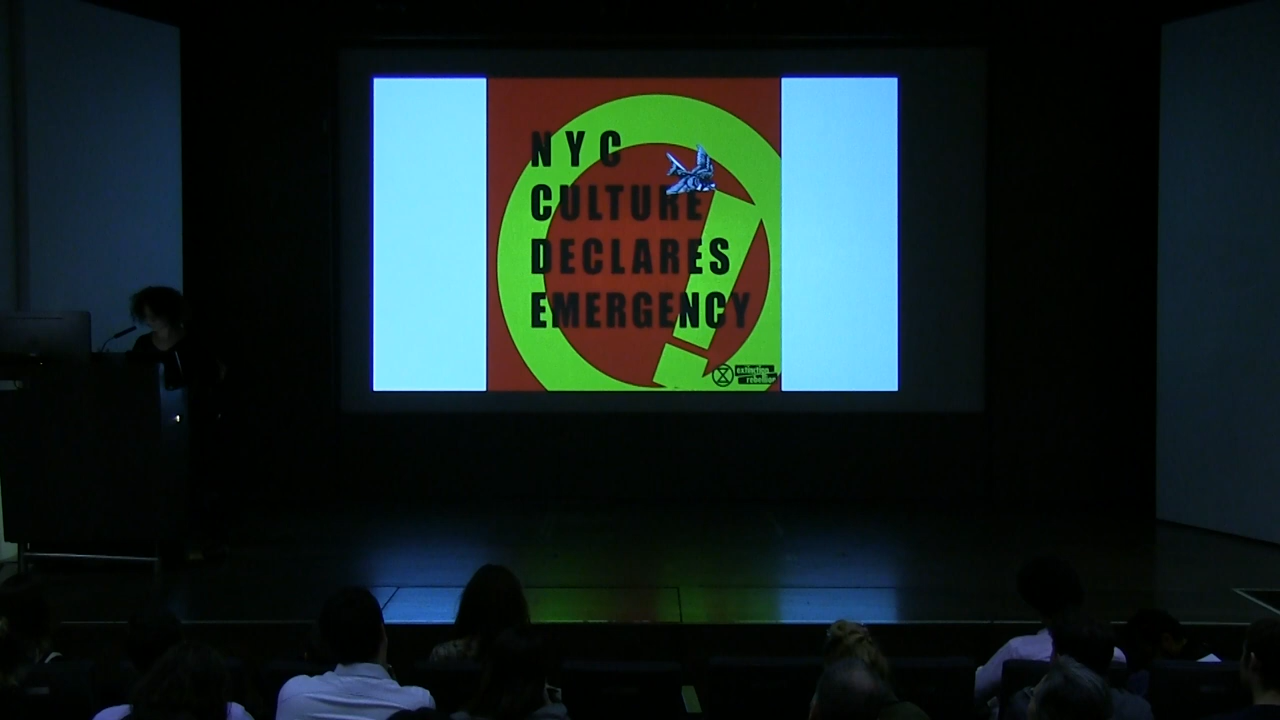 NYC
CULTURE
DECLARES
EMERGENCY
extinction
rebellion